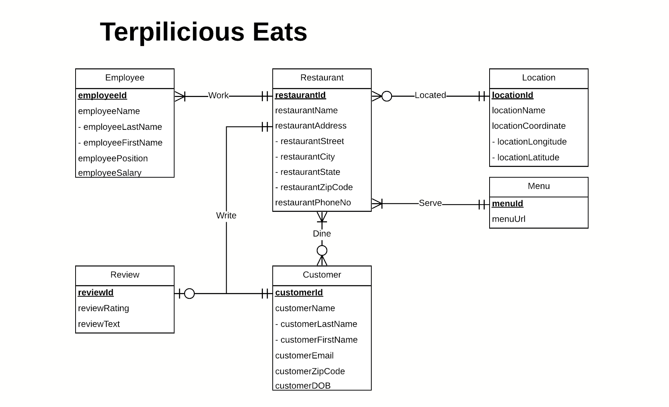 Terpilicious Eats
Employee
employeeId
employeeName
- employeeLastName
- employeeFirstName
employeePosition
employeeSalary
Work
Restaurant
restaurantId
restaurantName
restaurantAddress
- restaurantStreet
- restaurantCity
- restaurantState
- restaurantZipCode
restaurantPhoneNo
Located
Location
locationId
locationName
locationCoordinate
- locationLongitude
- locationLatitude
Serve
Menu
menuId
menuUrl
Write
Dine
Review
reviewId
reviewRating
reviewText
Customer
customerId
customerName
- customerLastName
- customerFirstName
customerEmail
customerZipCode
customerDOB